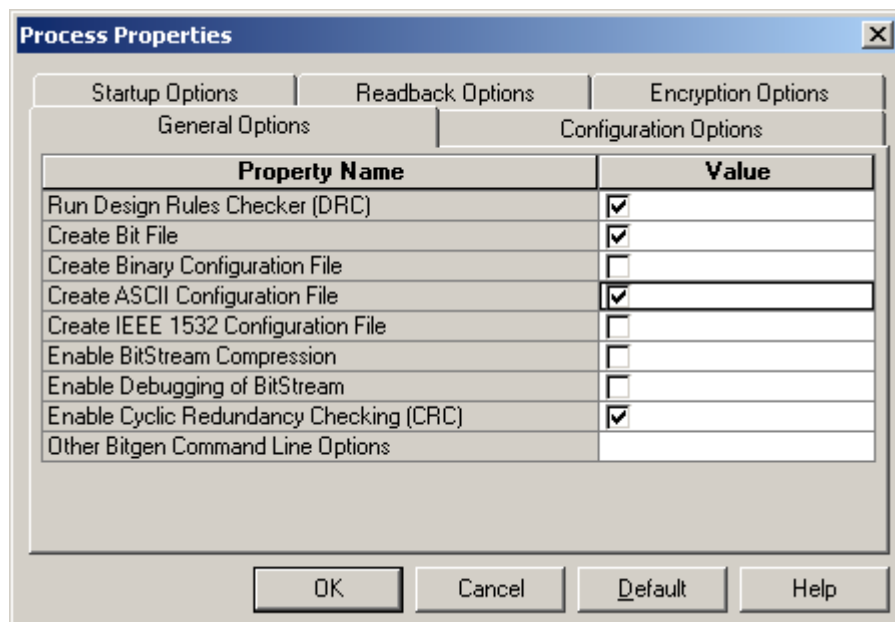 Process Properties
Startup Options Readback Options Encryption Options
General Options Configuration Options
Property Name Value
Run Design Rules Checker (DRC)
Create Bit File
Create Binary Configuration File
Create ASCII Configuration File
Create IEEE 1532 Configuration File
Enable BitStream Compression
Enable Debugging of BitStream
Enable Cyclic Redundancy Checking (CRC)
Other Bitgen Command Line Options
OK Cancel Default Help